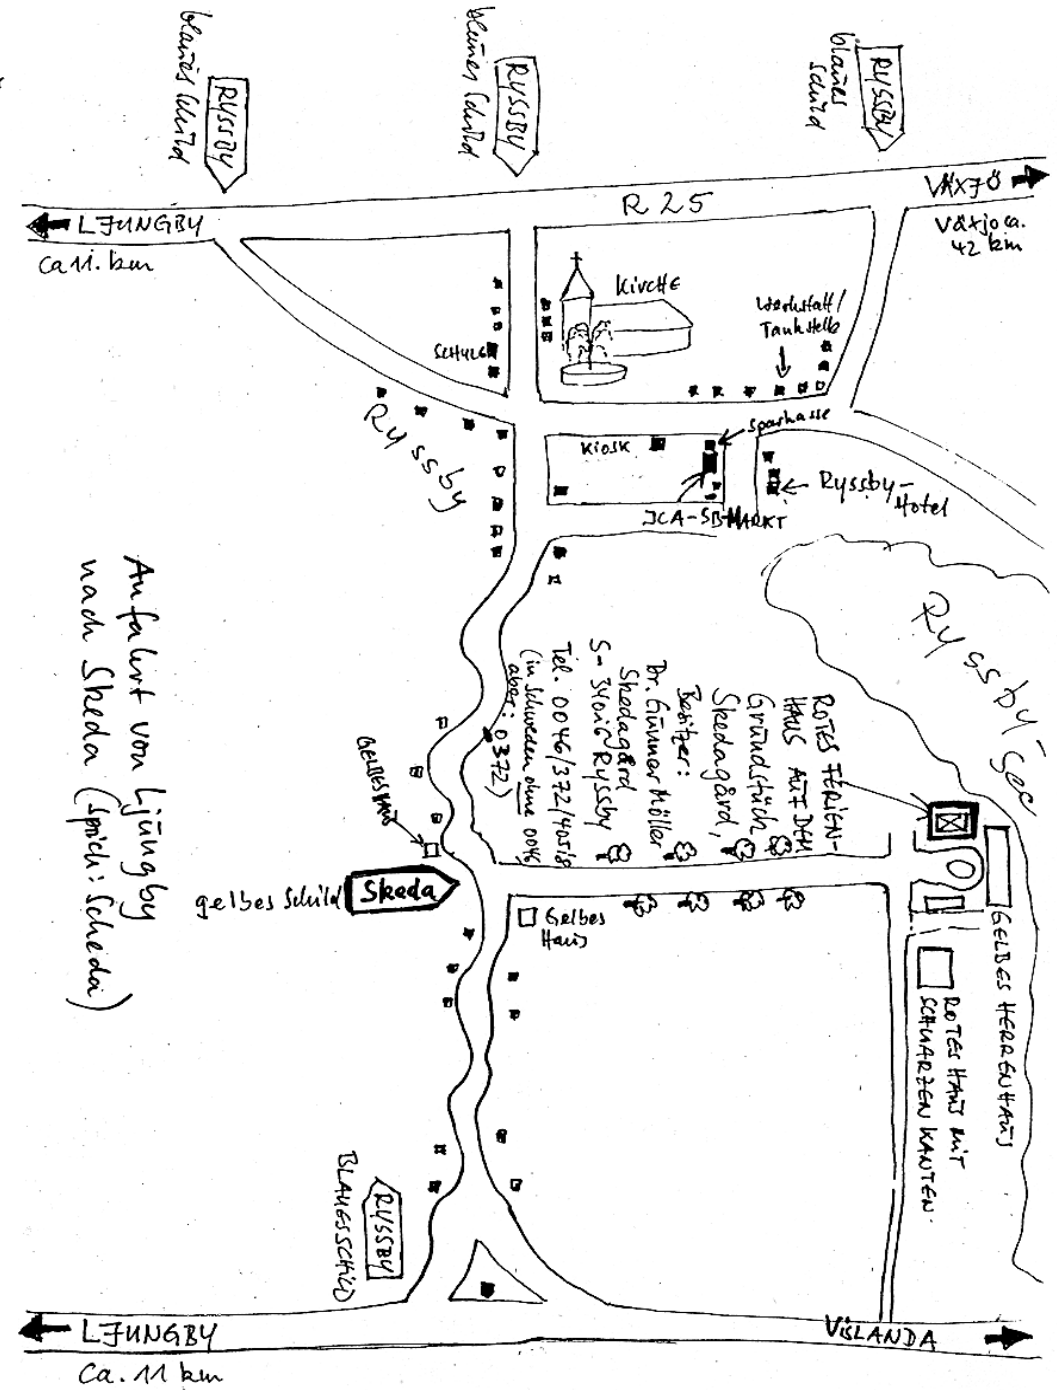 RYSSBY
blaues Schild
RYSSBY
blaues Schild
RYSSBY
blaues
Schild
VÄXJÖ
R 25
LJUNGBY
Växjö ca.
42 km
ca 11. km
KIRCHE
Werkstatt/
Tankstelle
SCHULE
Ryssby
Sparkasse
KIOSK
Ryssby-
Hotel
ICA-SB-MARKT
Ryssby-See
Anfahrt von Ljungby
nach Skeda (sprich: Scheda)
ROTES FERIEN-
HAUS AUF DEM
Grundstück
Skedagård,
Besitzer:
Dr. Gunnar Möller
Skedagård
S-34016 Ryssby
Tel. 0046/372/40518
(in Schweden ohne 0046
aber: 0372)
GELBES HAUS
gelbes Schild
Skeda
Gelbes
Haus
GELBES HERRENHAUS
ROTES HAUS MIT
SCHWARZEN KANTEN.
RYSSBY
BLAUES SCHILD
LJUNGBY
VISLANDA
ca. 11 km